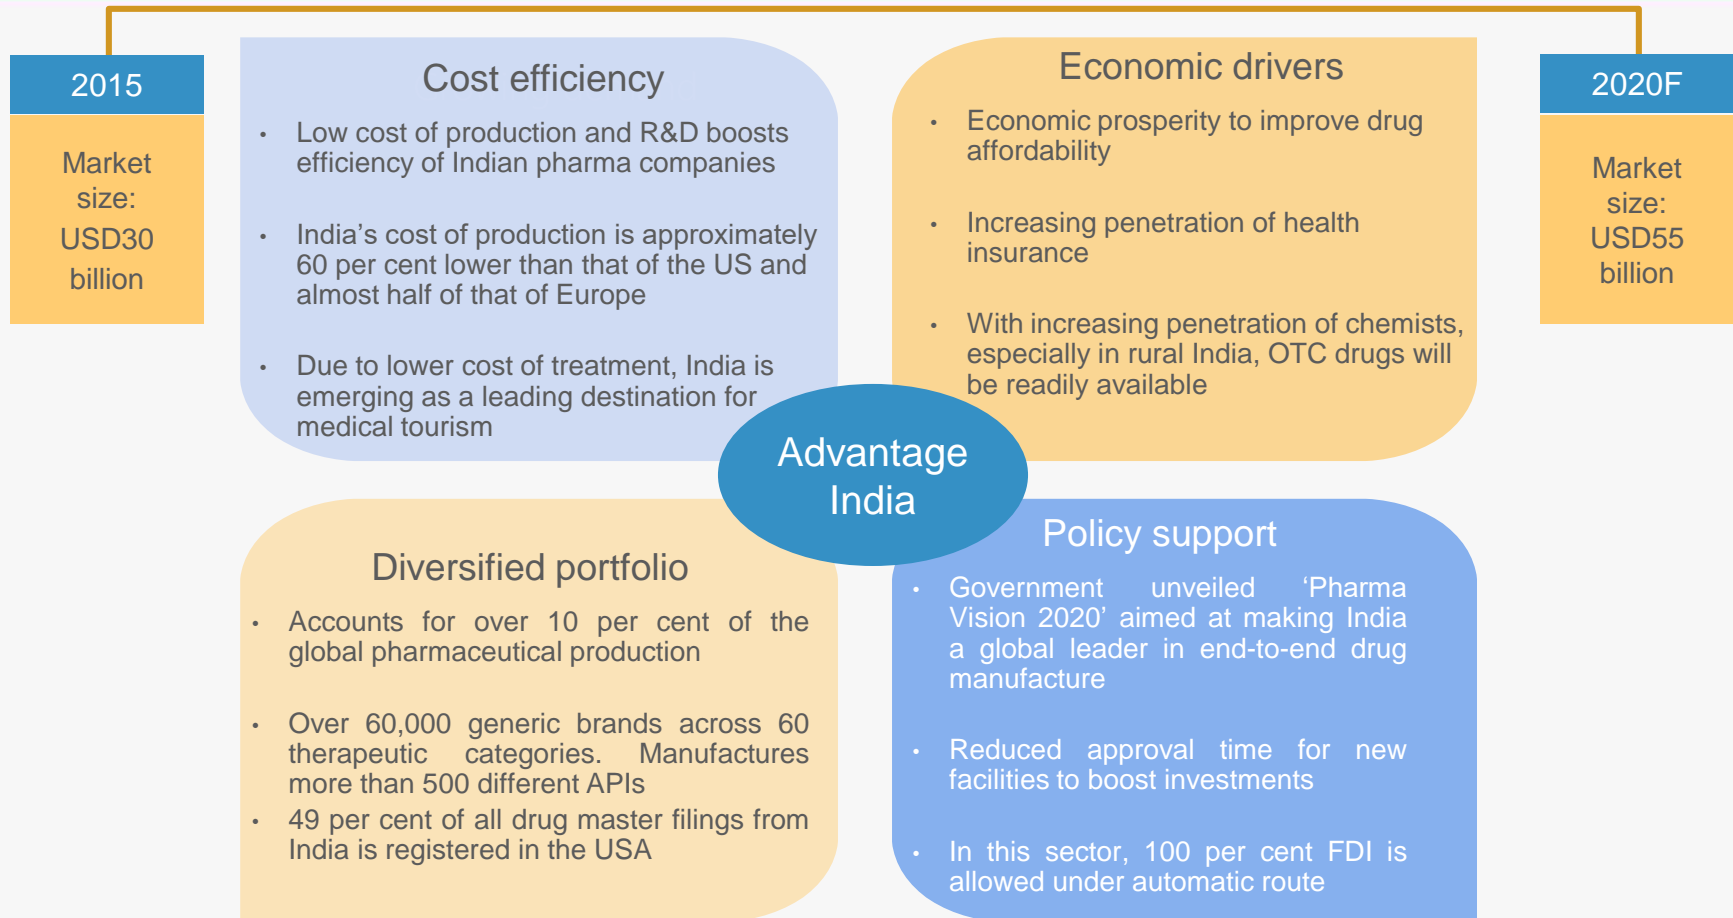 2015
Market
size:
USD30
billion
Cost efficiency
• Low cost of production and R&D boosts
efficiency of Indian pharma companies
• India’s cost of production is approximately
60 per cent lower than that of the US and
almost half of that of Europe
• Due to lower cost of treatment, India is
emerging as a leading destination for
medical tourism
Economic drivers
• Economic prosperity to improve drug
affordability
• Increasing penetration of health
insurance
• With increasing penetration of chemists,
especially in rural India, OTC drugs will
be readily available
2020F
Market
size:
USD55
billion
Advantage
India
Diversified portfolio
• Accounts for over 10 per cent of the
global pharmaceutical production
• Over 60,000 generic brands across 60
therapeutic categories. Manufactures
more than 500 different APIs
• 49 per cent of all drug master filings from
India is registered in the USA
Policy support
• Government unveiled ‘Pharma
Vision 2020’ aimed at making India
a global leader in end-to-end drug
manufacture
• Reduced approval time for new
facilities to boost investments
• In this sector, 100 per cent FDI is
allowed under automatic route